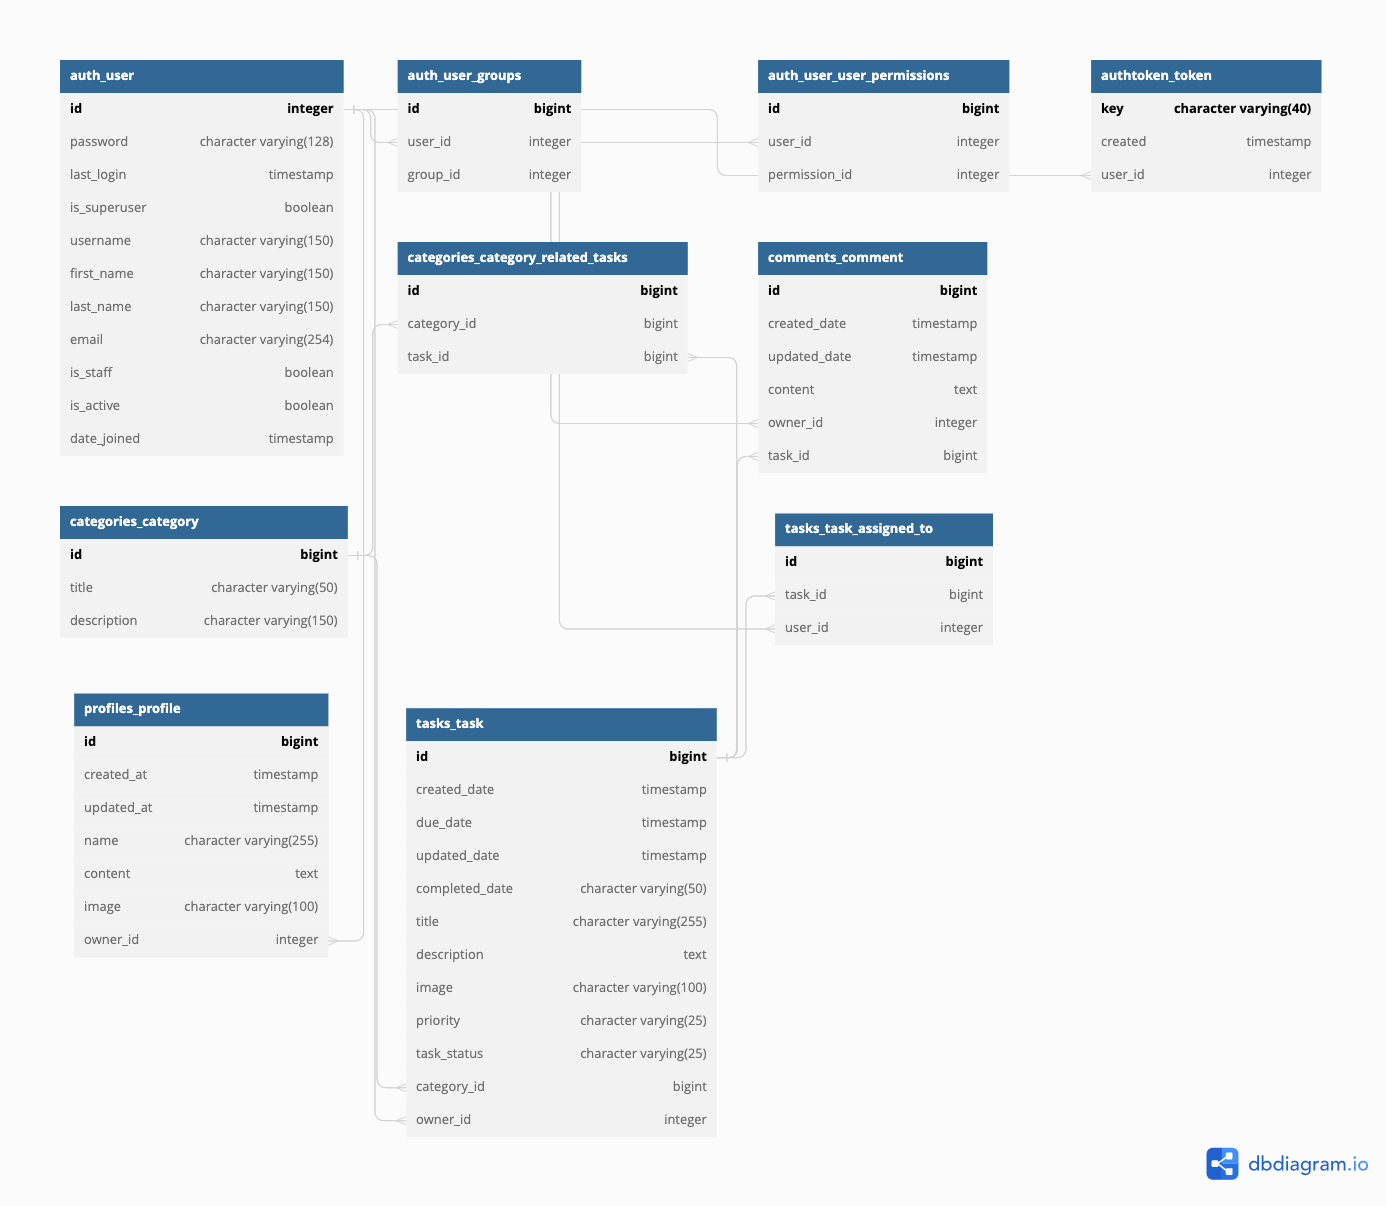 auth_user
id integer
password character varying(128)
last_login timestamp
is_superuser boolean
username character varying(150)
first_name character varying(150)
last_name character varying(150)
email character varying(254)
is_staff boolean
is_active boolean
date_joined timestamp
auth_user_groups
id bigint
user_id integer
group_id integer
auth_user_user_permissions
id bigint
user_id integer
permission_id integer
authtoken_token
key character varying(40)
created timestamp
user_id integer
categories_category_related_tasks
id bigint
category_id bigint
task_id bigint
comments_comment
id bigint
created_date timestamp
updated_date timestamp
content text
owner_id integer
task_id bigint
categories_category
id bigint
title character varying(50)
description character varying(150)
tasks_task_assigned_to
id bigint
task_id bigint
user_id integer
profiles_profile
id bigint
created_at timestamp
updated_at timestamp
name character varying(255)
content text
image character varying(100)
owner_id integer
tasks_task
id bigint
created_date timestamp
due_date timestamp
updated_date timestamp
completed_date character varying(50)
title character varying(255)
description text
image character varying(100)
priority character varying(25)
task_status character varying(25)
category_id bigint
owner_id integer
dbdiagram.io